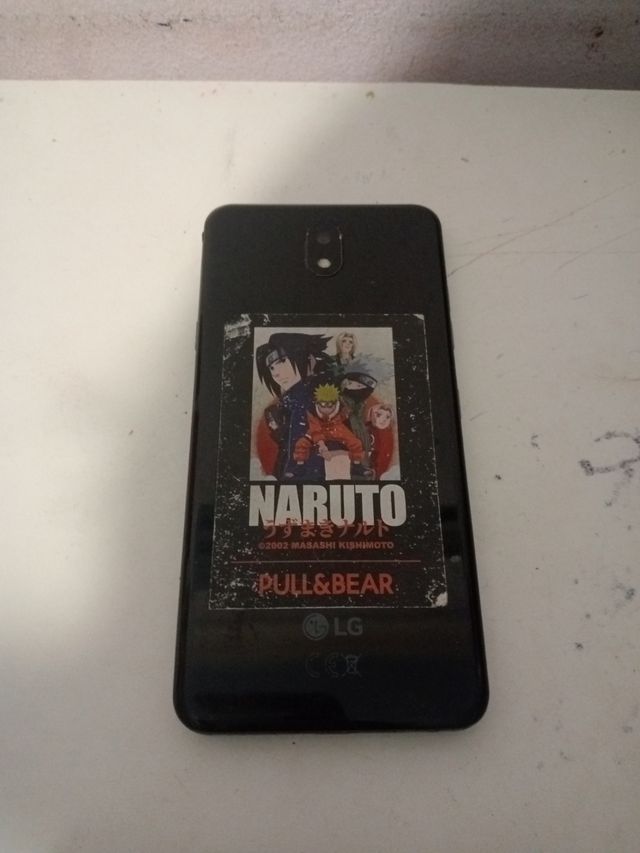 NARUTO
うずまきナルト
©2002 MASASHI KISHIMOTO
PULL&BEAR
LG